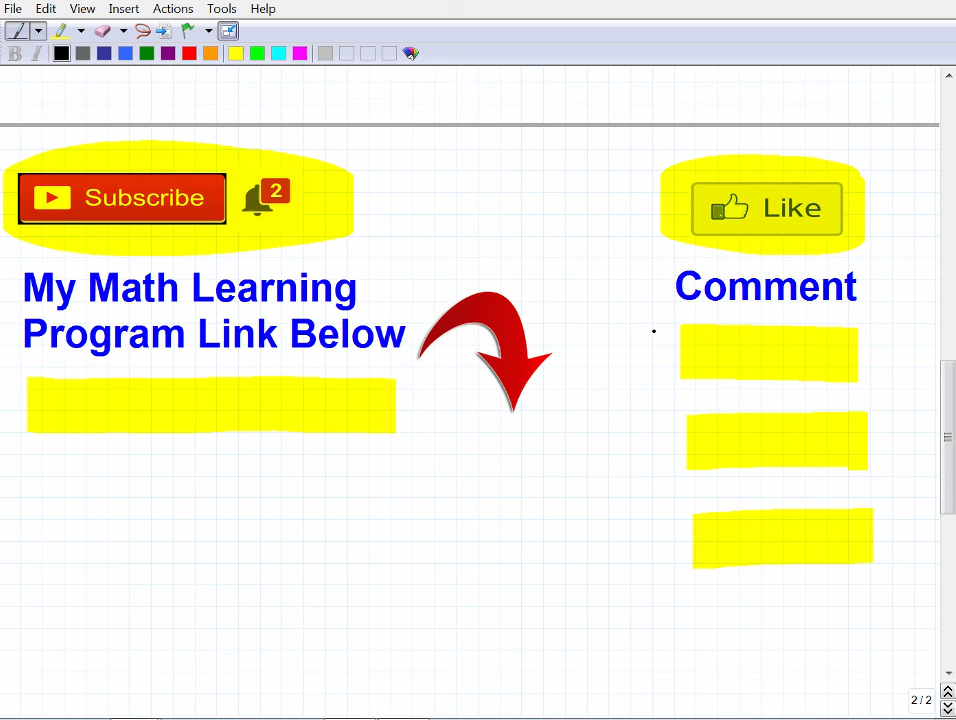 File Edit View Insert Actions Tools Help
B I
Subscribe 2
Like
My Math Learning
Program Link Below
Comment
2 / 2